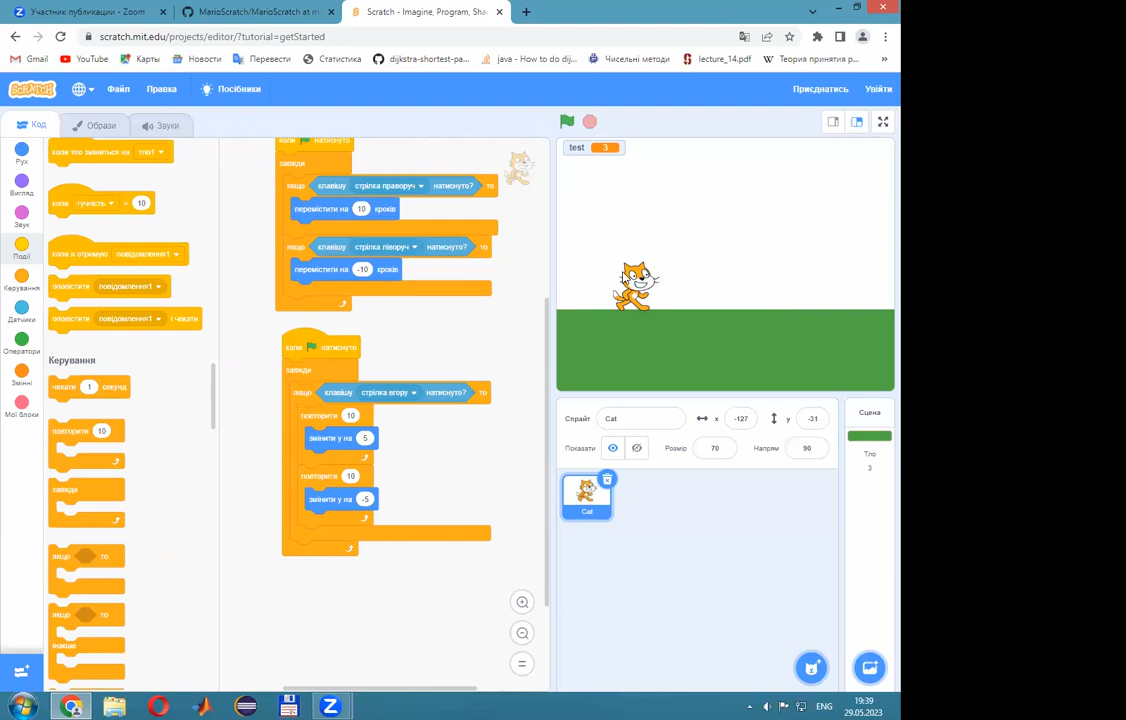 Участник публикации - Zoom
MarioScratch/MarioScratch at m
Scratch - Imagine, Program, Sha
scratch.mit.edu/projects/editor/?tutorial=getStarted
Gmail
YouTube
Карты
Новости
Перевести
Статистика
dijkstra-shortest-pa...
java - How to do dij...
Чисельні методи
lecture_14.pdf
Теория принятия р...
»
SCRATCH
Файл
Правка
Посібники
Приєднатись
Увійти
Код
Образи
Звуки
Рух
Вигляд
Звук
Події
Керування
Датчики
Оператори
Змінні
Мої блоки
коли тло зміниться на тло1
коли гучність > 10
коли я отримую повідомлення1
оповістити повідомлення1
оповістити повідомлення1 і чекати
Керування
чекати 1 секунд
повторити 10
завжди
якщо то
якщо то
інакше
коли натиснуто
завжди
якщо клавішу стрілка праворуч натиснуто? то
перемістити на 10 кроків
якщо клавішу стрілка ліворуч натиснуто? то
перемістити на -10 кроків
коли натиснуто
завжди
якщо клавішу стрілка вгору натиснуто? то
повторити 10
змінити y на 5
повторити 10
змінити y на -5
test 3
Спрайт Cat x -127 y -31
Показати Розмір 70 Напрям 90
Cat
Сцена
Тло
3
ENG
19:39
29.05.2023